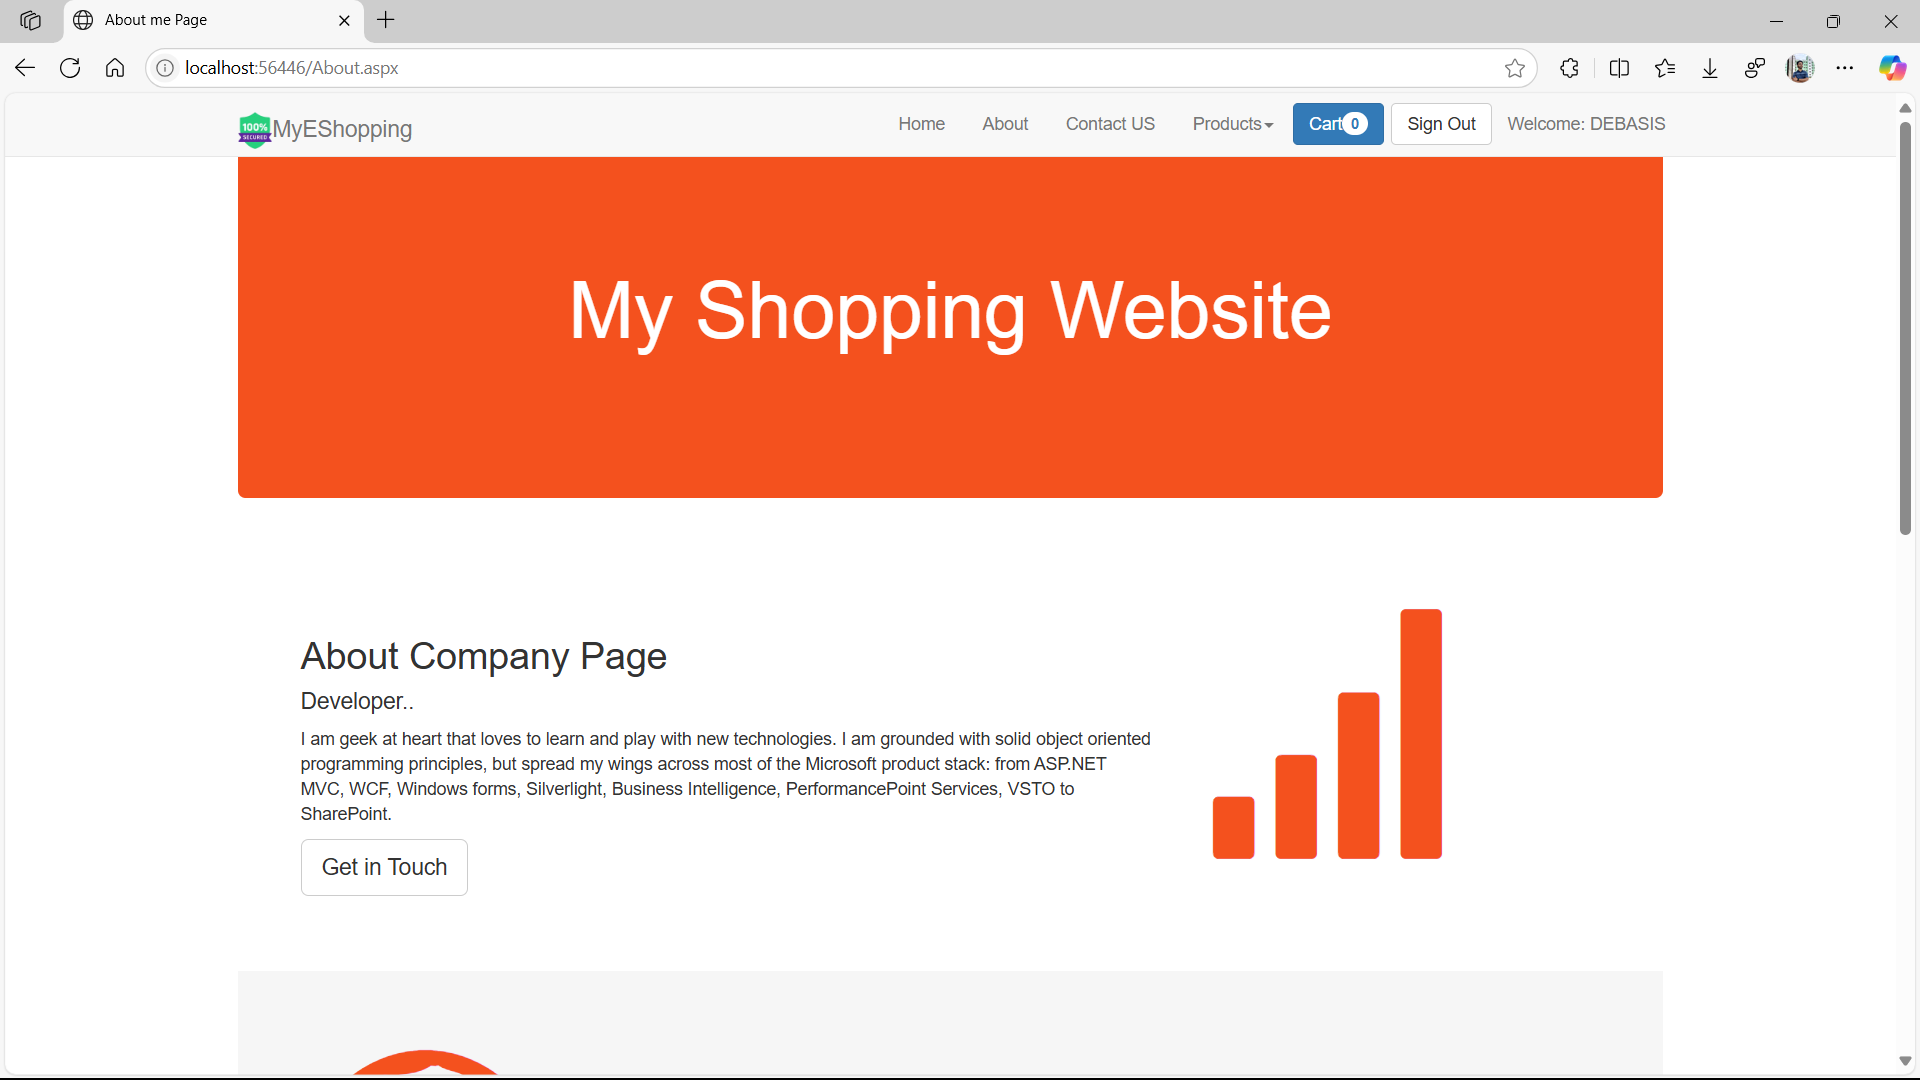 About me Page
localhost:56446/About.aspx
100%
SECURED
MyEShopping
Home
About
Contact US
Products
Cart 0
Sign Out
Welcome: DEBASIS
My Shopping Website
About Company Page
Developer..
I am geek at heart that loves to learn and play with new technologies. I am grounded with solid object oriented
programming principles, but spread my wings across most of the Microsoft product stack: from ASP.NET
MVC, WCF, Windows forms, Silverlight, Business Intelligence, PerformancePoint Services, VSTO to
SharePoint.
Get in Touch